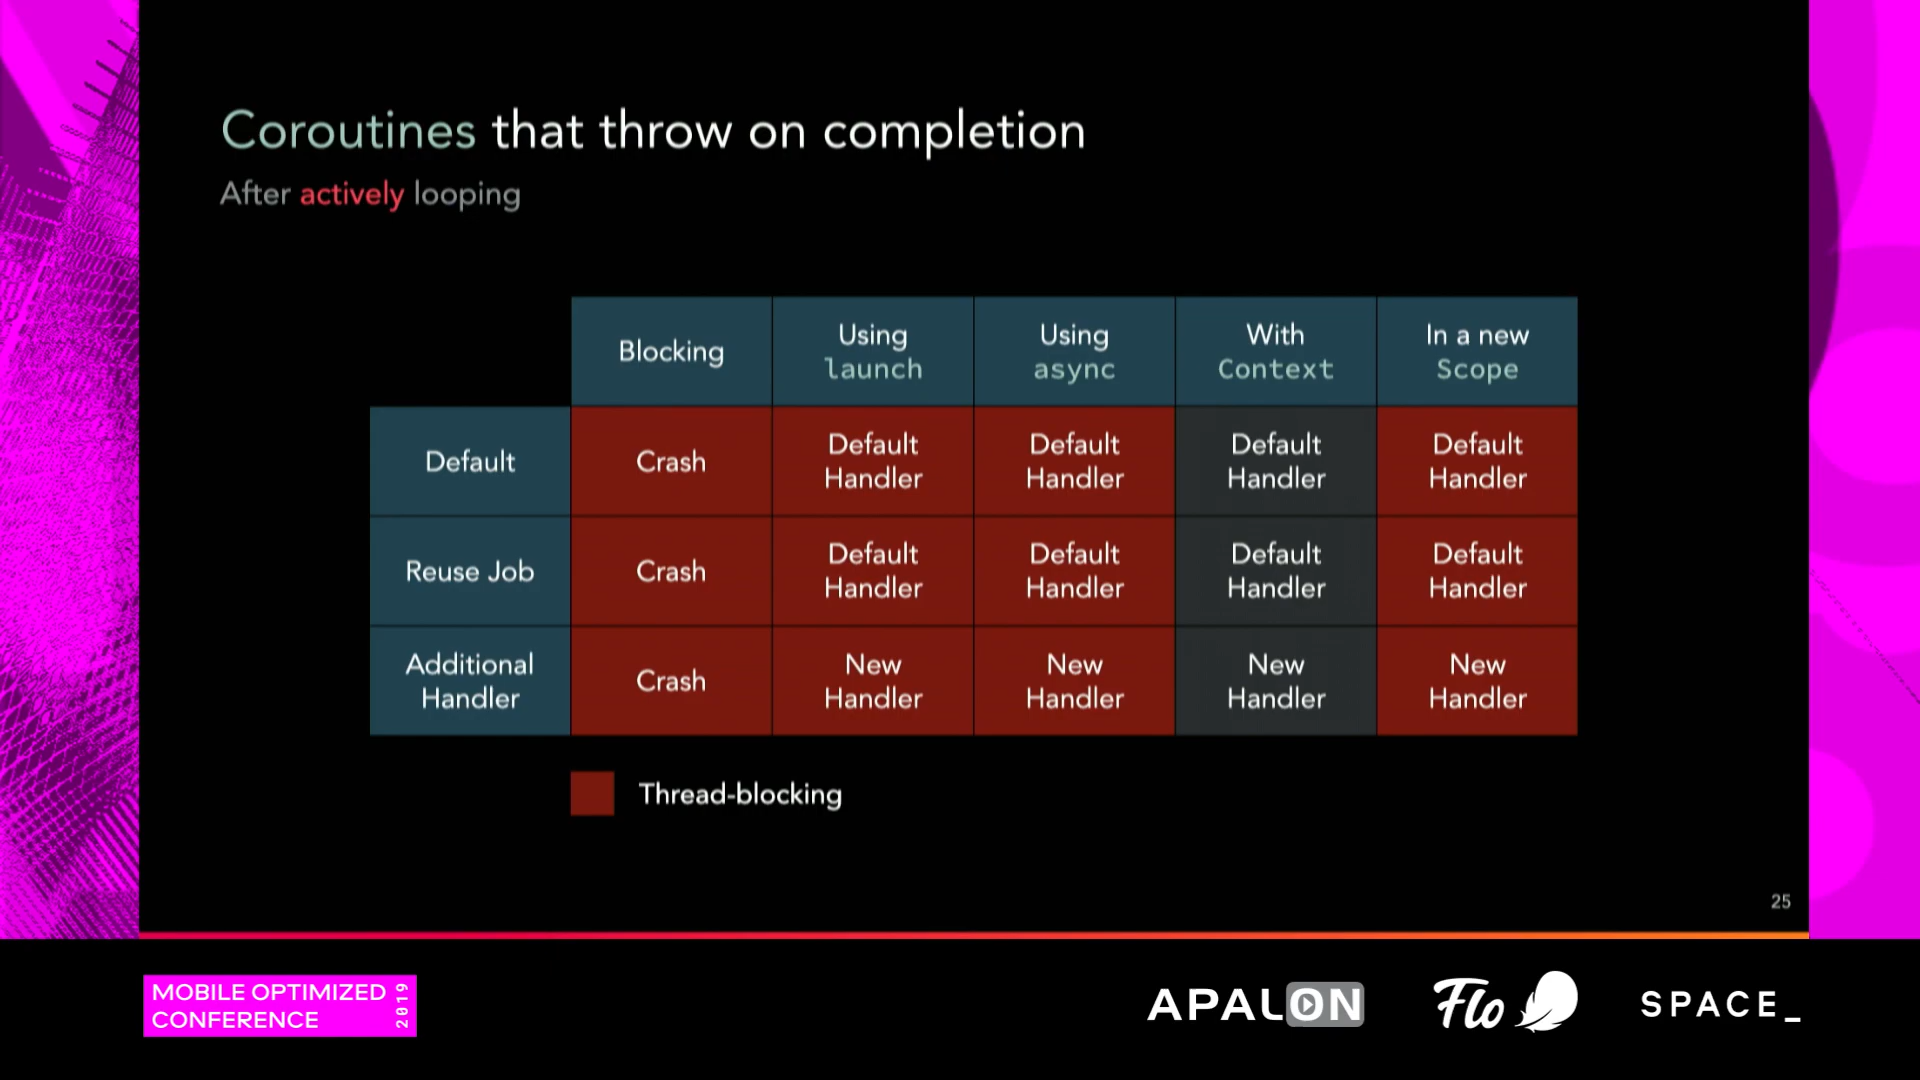 Coroutines that throw on completion
After actively looping
Blocking
Using
launch
Using
async
With
Context
In a new
Scope
Default
Crash
Default
Handler
Default
Handler
Default
Handler
Default
Handler
Reuse Job
Crash
Default
Handler
Default
Handler
Default
Handler
Default
Handler
Additional
Handler
Crash
New
Handler
New
Handler
New
Handler
New
Handler
Thread-blocking
25
MOBILE OPTIMIZED
CONFERENCE
2019
APALON
Flo
SPACE_